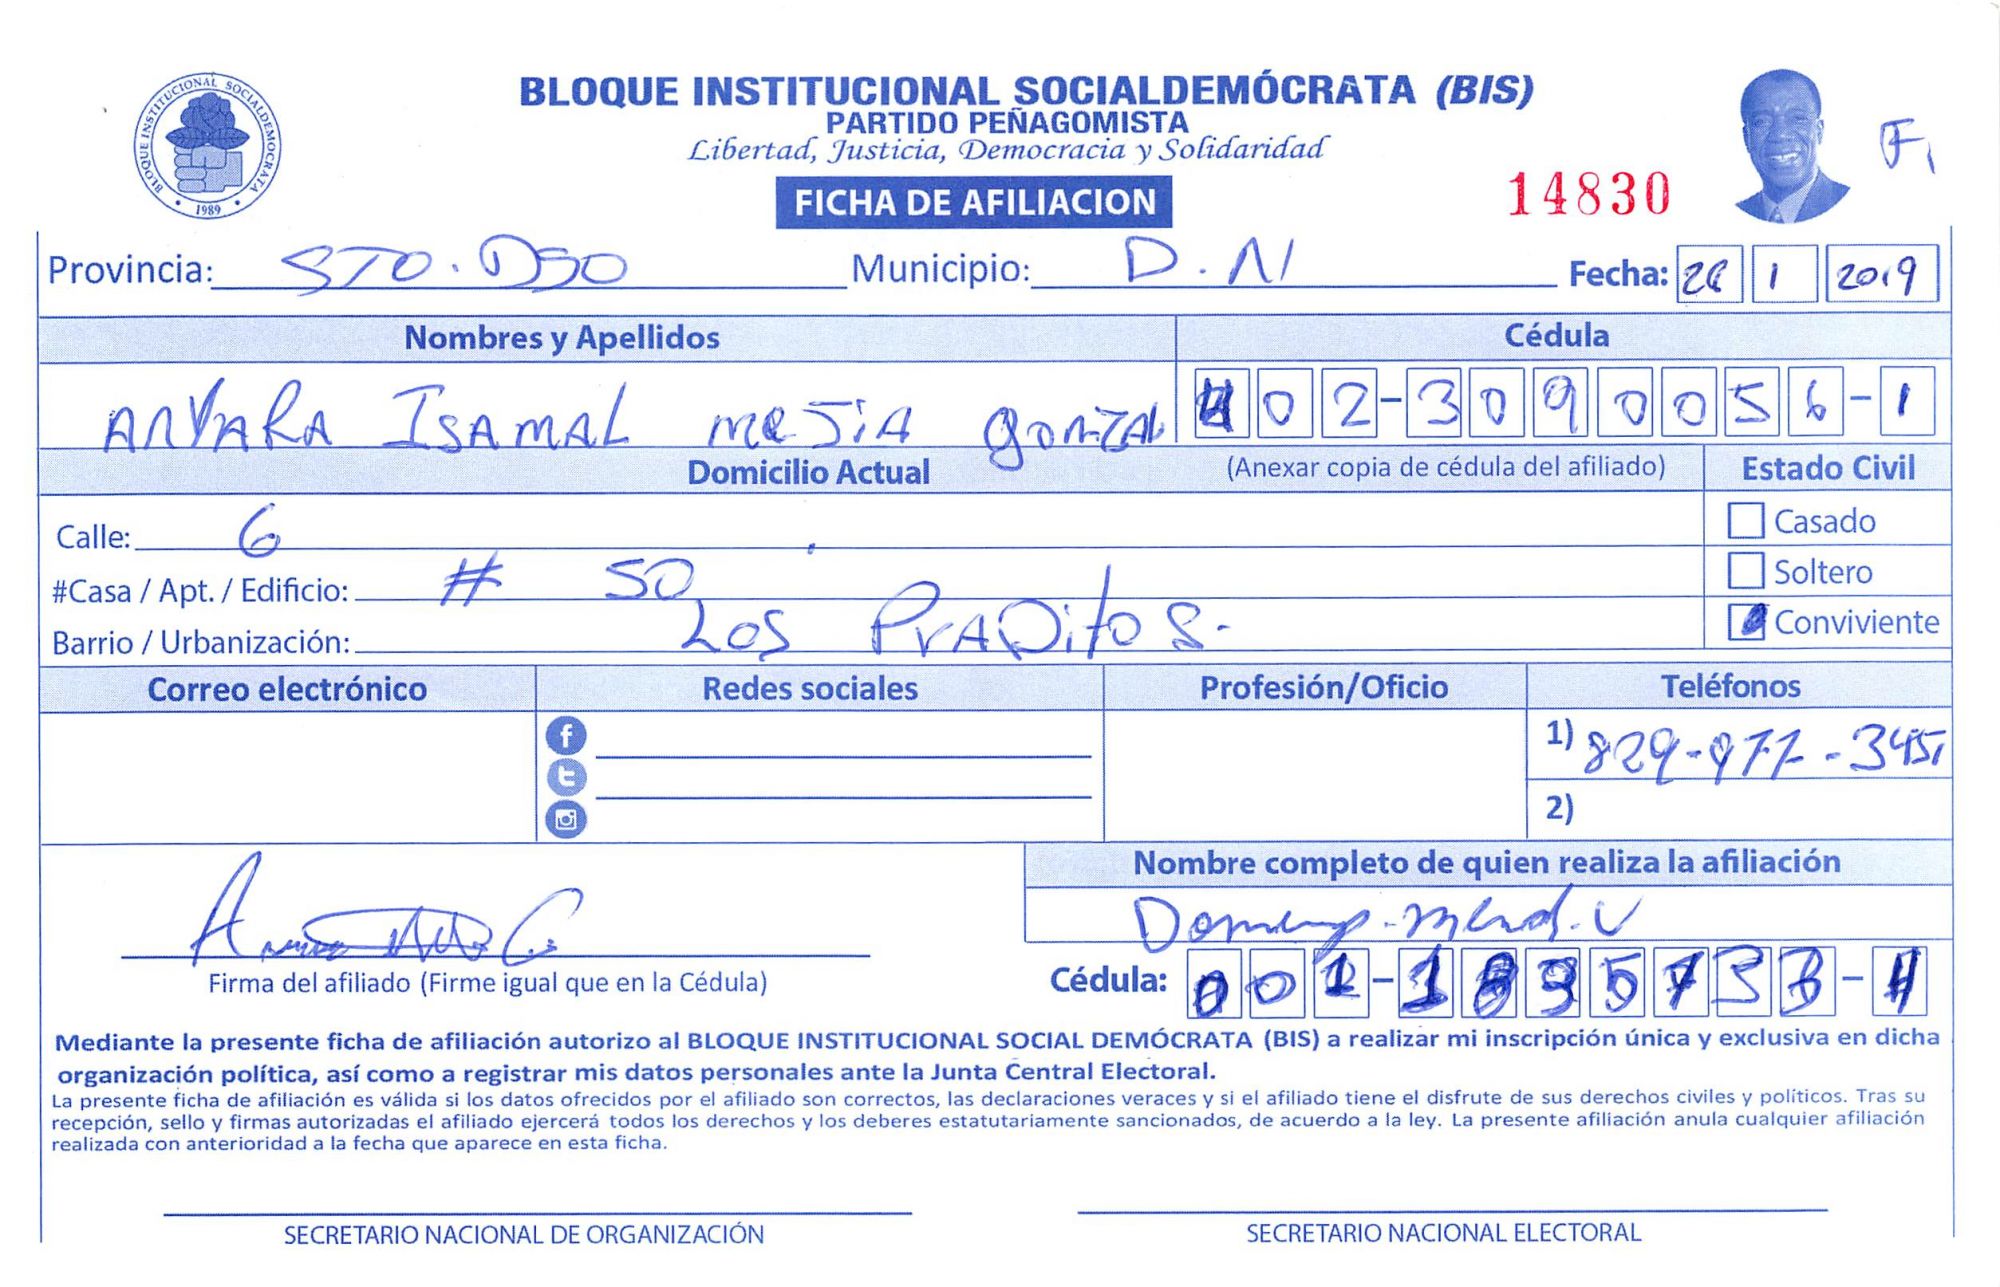 BLOQUE INSTITUCIONAL SOCIALDEMÓCRATA
1989
BLOQUE INSTITUCIONAL SOCIALDEMÓCRATA (BIS)
PARTIDO PEÑAGOMISTA
Libertad, Justicia, Democracia y Solidaridad
FICHA DE AFILIACION
14830
Provincia: STO. DSO Municipio: D. N Fecha: 26 1 2019
Nombres y Apellidos Cédula
ANYARA ISAMAL MEJIA GONZAL 402-3090056-1
Domicilio Actual (Anexar copia de cédula del afiliado) Estado Civil
Calle: 6 Casado
#Casa / Apt. / Edificio: # 50 Soltero
Barrio / Urbanización: LOS PRADitoS. Conviviente
Correo electrónico Redes sociales Profesión/Oficio Teléfonos
1) 829-977-3451
2)
Nombre completo de quien realiza la afiliación
Firma del afiliado (Firme igual que en la Cédula) Cédula:
Mediante la presente ficha de afiliación autorizo al BLOQUE INSTITUCIONAL SOCIAL DEMÓCRATA (BIS) a realizar mi inscripción única y exclusiva en dicha
organización política, así como a registrar mis datos personales ante la Junta Central Electoral.
La presente ficha de afiliación es válida si los datos ofrecidos por el afiliado son correctos, las declaraciones veraces y si el afiliado tiene el disfrute de sus derechos civiles y políticos. Tras su
recepción, sello y firmas autorizadas el afiliado ejercerá todos los derechos y los deberes estatutariamente sancionados, de acuerdo a la ley. La presente afiliación anula cualquier afiliación
realizada con anterioridad a la fecha que aparece en esta ficha.
SECRETARIO NACIONAL DE ORGANIZACIÓN SECRETARIO NACIONAL ELECTORAL